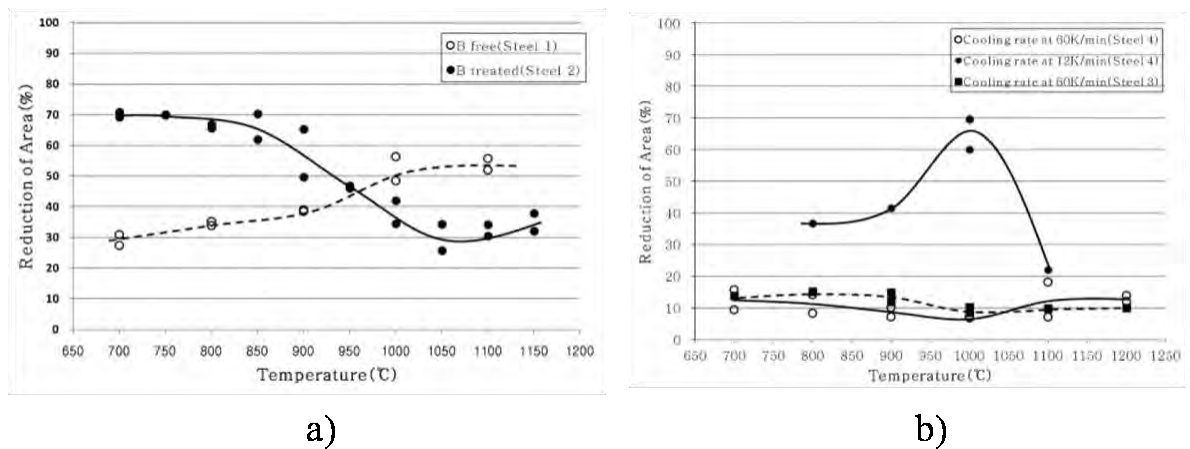 100
90
80
70
60
50
40
30
20
10
0
Reduction of Area(%)
B free(Steel 1)
B treated(Steel 2)
650 700 750 800 850 900 950 1000 1050 1100 1150 1200
Temperature(℃)
a)
100
90
80
70
60
50
40
30
20
10
0
Reduction of Area(%)
Cooling rate at 60K/min(Steel 4)
Cooling rate at 12K/min(Steel 4)
Cooling rate at 60K/min(Steel 3)
650 700 750 800 850 900 950 1000 1050 1100 1150 1200 1250
Temperature(℃)
b)